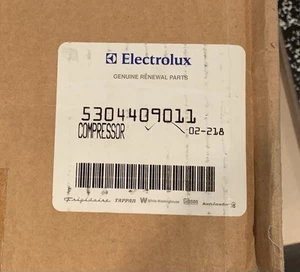 Electrolux
GENUINE RENEWAL PARTS
5304409011
COMPRESSOR
02-218
Frigidaire TAPPAN White-Westinghouse Gibson Kelvinator